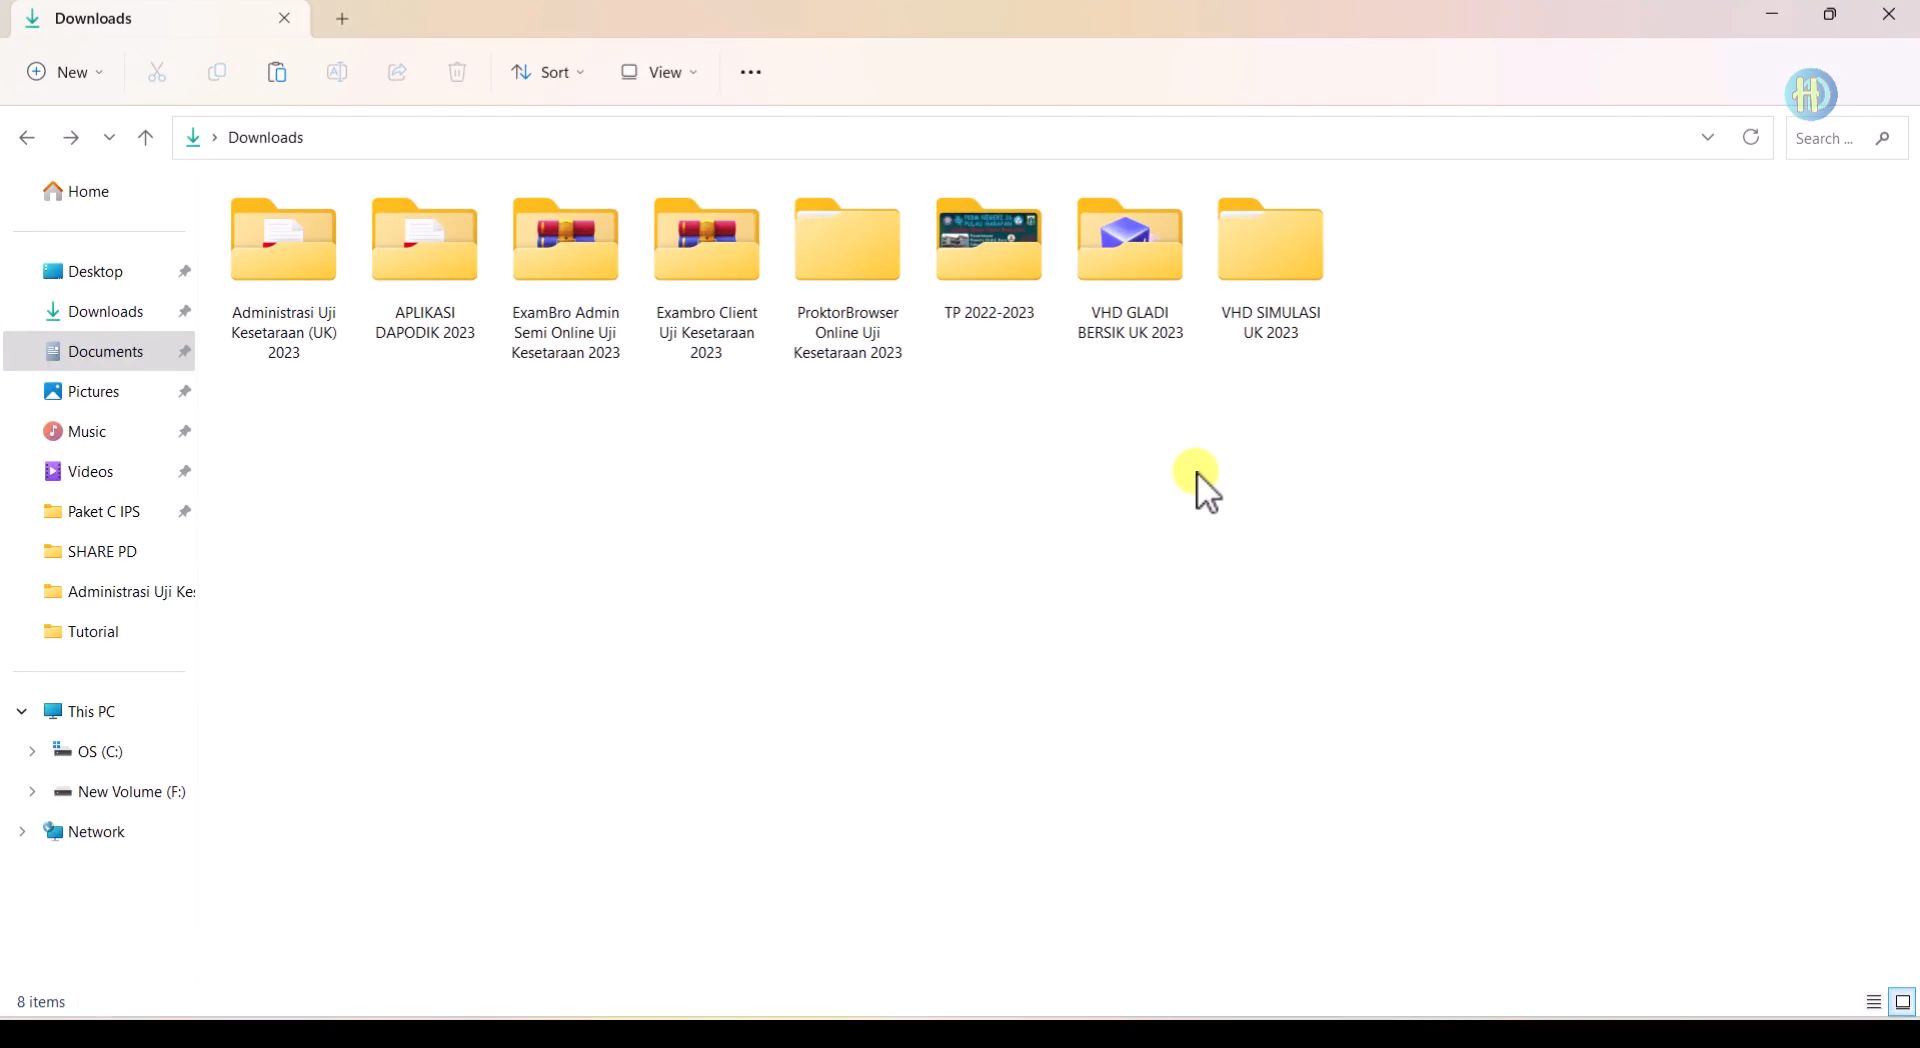 Downloads
New
Sort
View
Downloads
Search ...
Home
Desktop
Downloads
Documents
Pictures
Music
Videos
Paket C IPS
SHARE PD
Administrasi Uji Kes
Tutorial
This PC
OS (C:)
New Volume (F:)
Network
Administrasi Uji
Kesetaraan (UK)
2023
APLIKASI
DAPODIK 2023
ExamBro Admin
Semi Online Uji
Kesetaraan 2023
Exambro Client
Uji Kesetaraan
2023
ProktorBrowser
Online Uji
Kesetaraan 2023
TP 2022-2023
VHD GLADI
BERSIK UK 2023
VHD SIMULASI
UK 2023
8 items